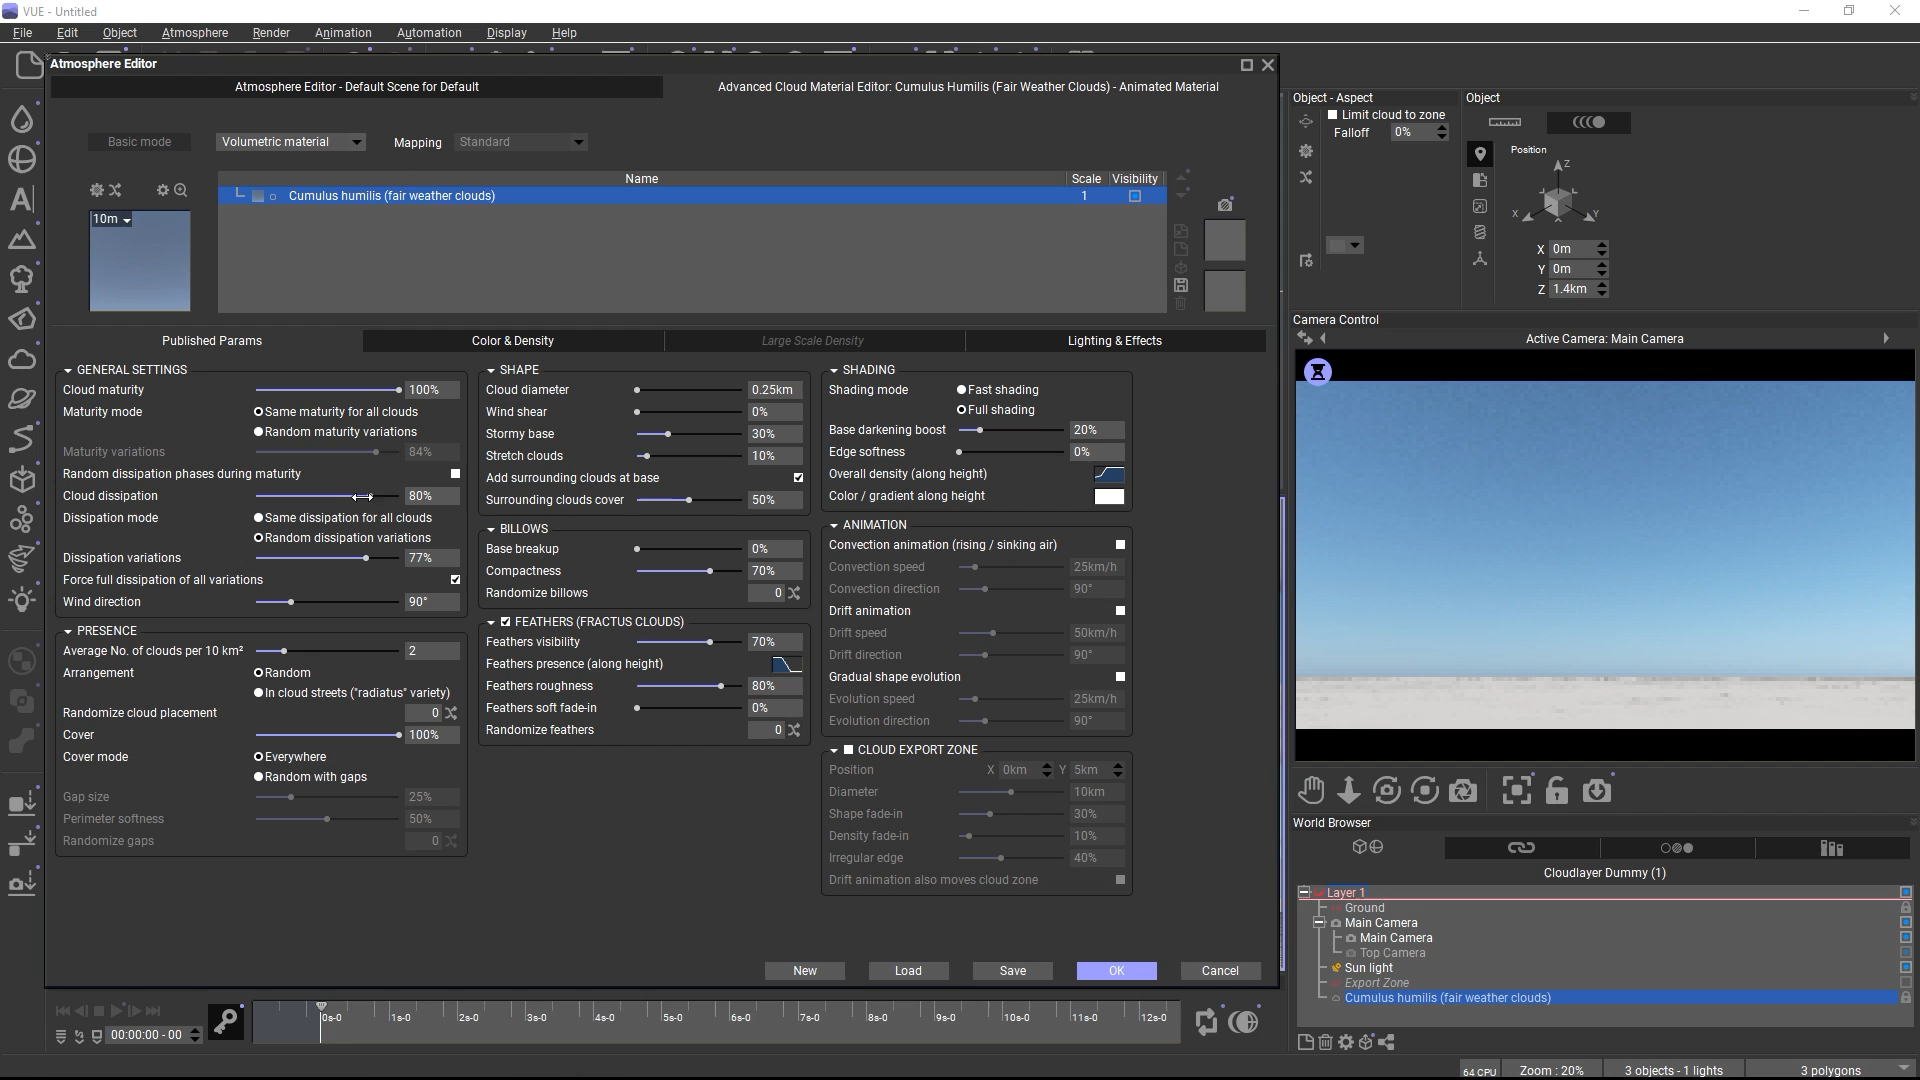 VUE - Untitled
File Edit Object Atmosphere Render Animation Automation Display Help
Atmosphere Editor
Atmosphere Editor - Default Scene for Default
Advanced Cloud Material Editor: Cumulus Humilis (Fair Weather Clouds) - Animated Material
Basic mode
Volumetric material
Mapping
Standard
Name Scale Visibility
Cumulus humilis (fair weather clouds) 1
10m
Published Params
Color & Density
Large Scale Density
Lighting & Effects
GENERAL SETTINGS
Cloud maturity 100%
Maturity mode Same maturity for all clouds
Random maturity variations
Maturity variations 84%
Random dissipation phases during maturity
Cloud dissipation 80%
Dissipation mode Same dissipation for all clouds
Random dissipation variations
Dissipation variations 77%
Force full dissipation of all variations
Wind direction 90°
PRESENCE
Average No. of clouds per 10 km² 2
Arrangement Random
In cloud streets ("radiatus" variety)
Randomize cloud placement 0
Cover 100%
Cover mode Everywhere
Random with gaps
Gap size 25%
Perimeter softness 50%
Randomize gaps 0
SHAPE
Cloud diameter 0.25km
Wind shear 0%
Stormy base 30%
Stretch clouds 10%
Add surrounding clouds at base
Surrounding clouds cover 50%
BILLOWS
Base breakup 0%
Compactness 70%
Randomize billows 0
FEATHERS (FRACTUS CLOUDS)
Feathers visibility 70%
Feathers presence (along height)
Feathers roughness 80%
Feathers soft fade-in 0%
Randomize feathers 0
SHADING
Shading mode Fast shading
Full shading
Base darkening boost 20%
Edge softness 0%
Overall density (along height)
Color / gradient along height
ANIMATION
Convection animation (rising / sinking air)
Convection speed 25km/h
Convection direction 90°
Drift animation
Drift speed 50km/h
Drift direction 90°
Gradual shape evolution
Evolution speed 25km/h
Evolution direction 90°
CLOUD EXPORT ZONE
Position X 0km Y 5km
Diameter 10km
Shape fade-in 30%
Density fade-in 10%
Irregular edge 40%
Drift animation also moves cloud zone
New Load Save OK Cancel
Object - Aspect
Limit cloud to zone
Falloff 0%
Object
Position
Z
X Y
X 0m
Y 0m
Z 1.4km
Camera Control
Active Camera: Main Camera
World Browser
Cloudlayer Dummy (1)
Layer 1
Ground
Main Camera
Main Camera
Top Camera
Sun light
Export Zone
Cumulus humilis (fair weather clouds)
00:00:00 - 00
0s-0 1s-0 2s-0 3s-0 4s-0 5s-0 6s-0 7s-0 8s-0 9s-0 10s-0 11s-0 12s-0
64 CPU Zoom : 20% 3 objects - 1 lights 3 polygons